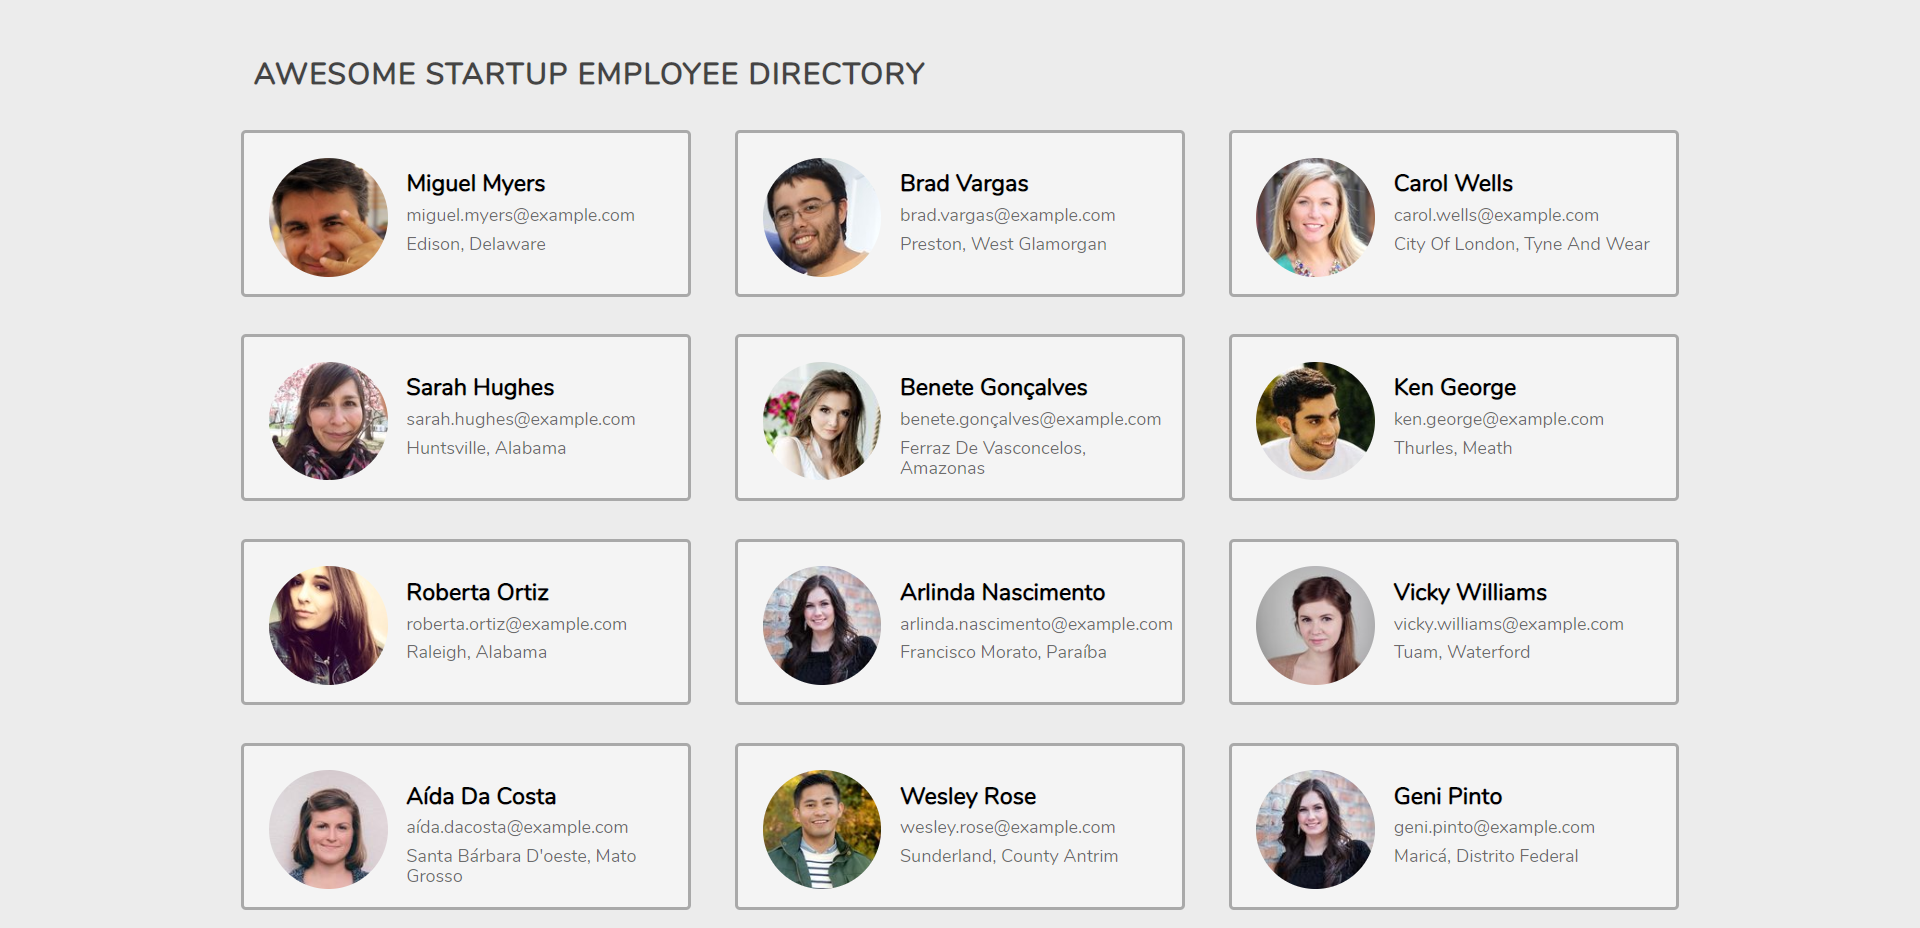 AWESOME STARTUP EMPLOYEE DIRECTORY
Miguel Myers
miguel.myers@example.com
Edison, Delaware
Brad Vargas
brad.vargas@example.com
Preston, West Glamorgan
Carol Wells
carol.wells@example.com
City Of London, Tyne And Wear
Sarah Hughes
sarah.hughes@example.com
Huntsville, Alabama
Benete Gonçalves
benete.gonçalves@example.com
Ferraz De Vasconcelos,
Amazonas
Ken George
ken.george@example.com
Thurles, Meath
Roberta Ortiz
roberta.ortiz@example.com
Raleigh, Alabama
Arlinda Nascimento
arlinda.nascimento@example.com
Francisco Morato, Paraíba
Vicky Williams
vicky.williams@example.com
Tuam, Waterford
Aída Da Costa
aída.dacosta@example.com
Santa Bárbara D'oeste, Mato
Grosso
Wesley Rose
wesley.rose@example.com
Sunderland, County Antrim
Geni Pinto
geni.pinto@example.com
Maricá, Distrito Federal